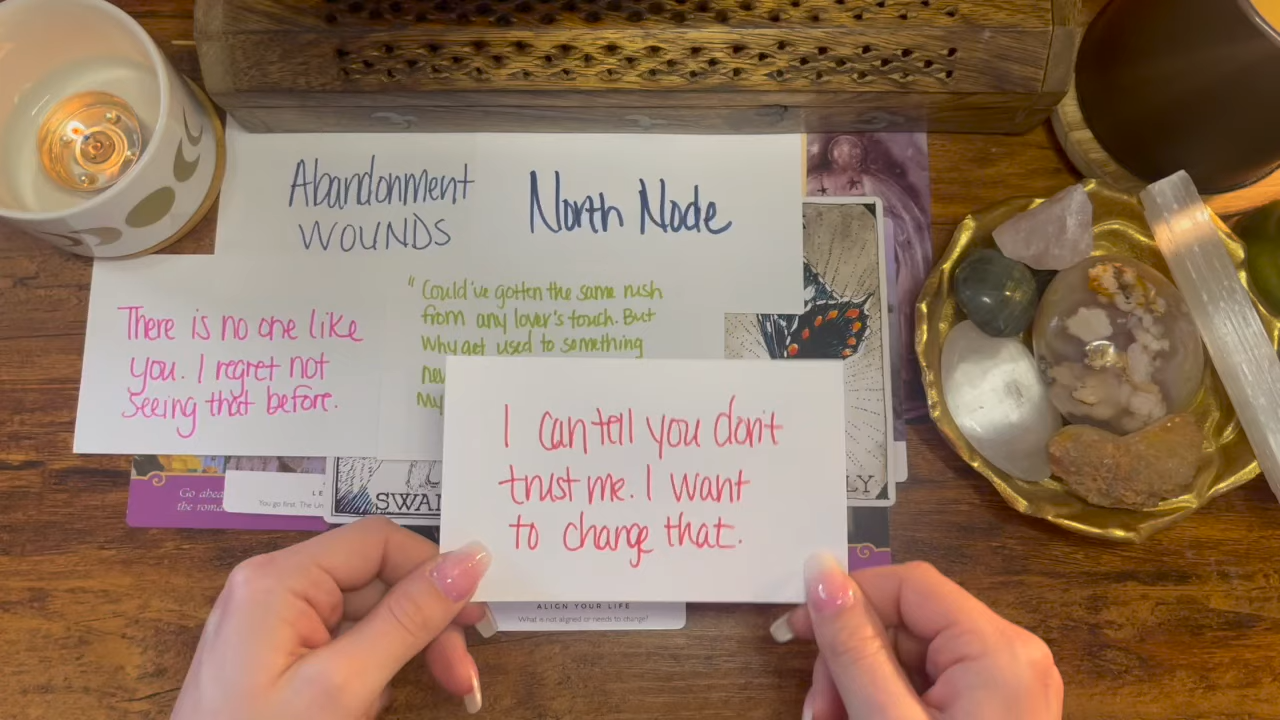 Abandonment
WOUNDS
North Node
There is no one like
you. I regret not
seeing that before.
" Could've gotten the same rush
from any lover's touch. But
Why get used to something
my
I can tell you don't
trust me. I want
to change that.
Go
the
LE
You go first. The
SWA
LY
ALIGN YOUR LIFE
What is not aligned or needs to change?